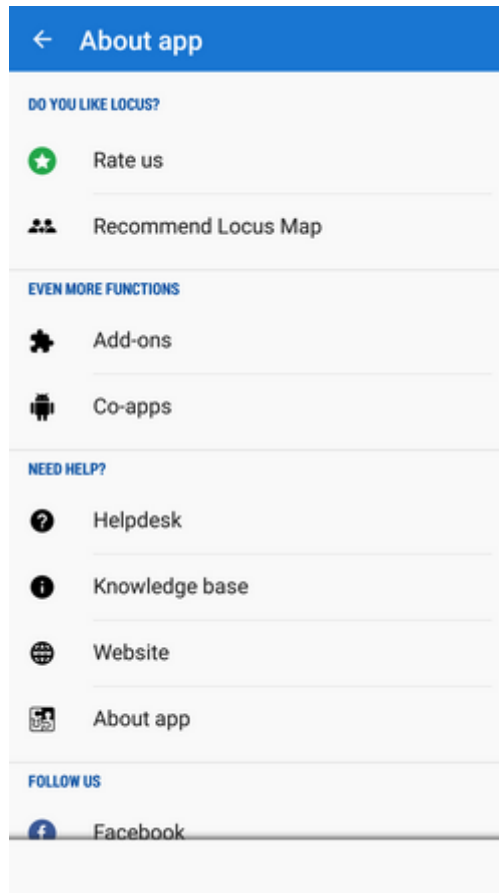 About app
DO YOU LIKE LOCUS?
Rate us
Recommend Locus Map
EVEN MORE FUNCTIONS
Add-ons
Co-apps
NEED HELP?
Helpdesk
Knowledge base
Website
About app
FOLLOW US
Facebook